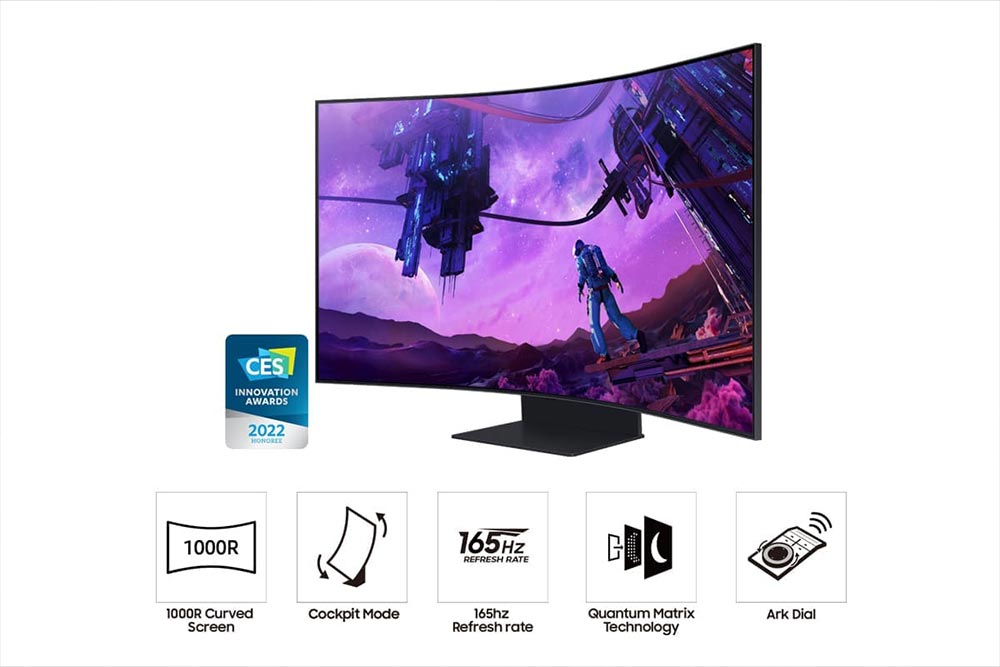 CES
INNOVATION
AWARDS
2022
HONOREE
1000R
165Hz
REFRESH RATE
1000R Curved
Screen
Cockpit Mode
165hz
Refresh rate
Quantum Matrix
Technology
Ark Dial